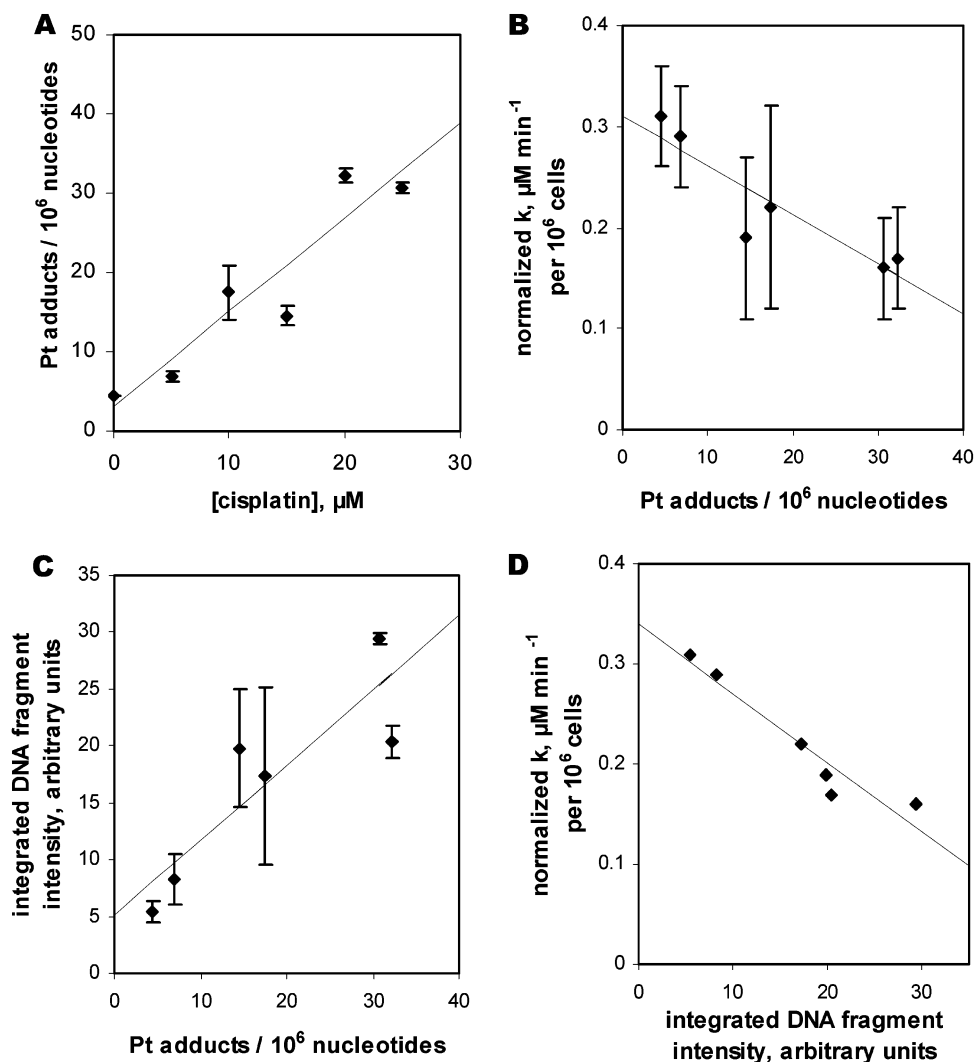 A
Pt adducts / 10⁶ nucleotides
50
40
30
20
10
0
0 10 20 30
[cisplatin], µM
B
normalized k, µM min⁻¹
per 10⁶ cells
0.4
0.3
0.2
0.1
0
0 10 20 30 40
Pt adducts / 10⁶ nucleotides
C
integrated DNA fragment
intensity, arbitrary units
35
30
25
20
15
10
5
0
0 10 20 30 40
Pt adducts / 10⁶ nucleotides
D
normalized k, µM min⁻¹
per 10⁶ cells
0.4
0.3
0.2
0.1
0
0 10 20 30
integrated DNA fragment
intensity, arbitrary units